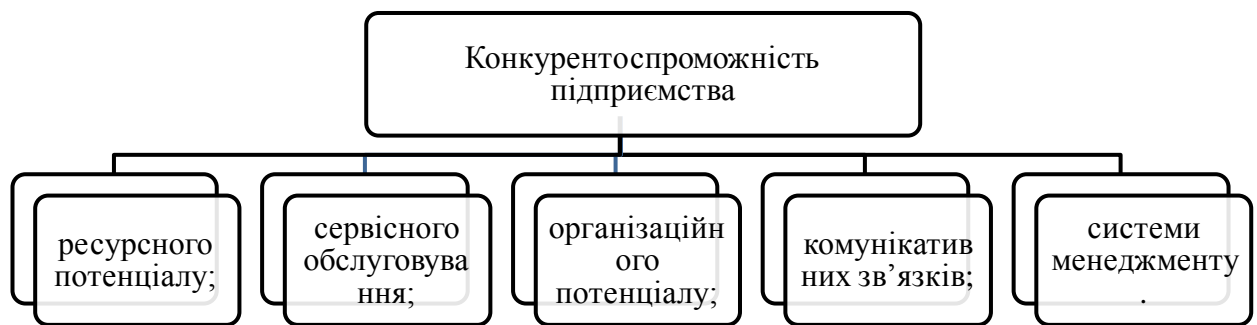 Конкурентоспроможність
підприємства
ресурсного
потенціалу;
сервісного
обслуговува
ння;
організаційн
ого
потенціалу;
комунікатив
них зв’язків;
системи
менеджменту
.